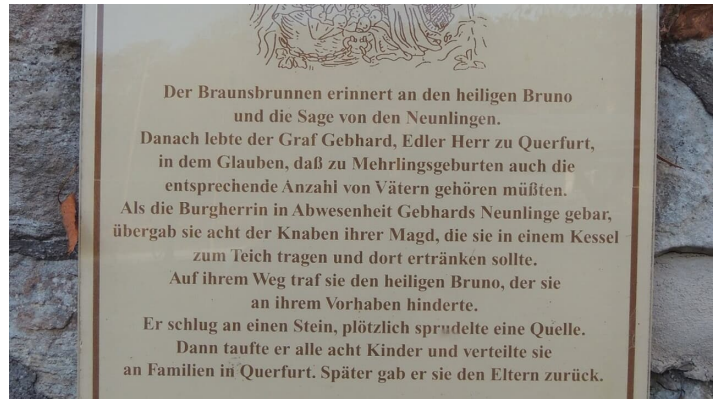 Der Braunsbrunnen erinnert an den heiligen Bruno
und die Sage von den Neunlingen.
Danach lebte der Graf Gebhard, Edler Herr zu Querfurt,
in dem Glauben, daß zu Mehrlingsgeburten auch die
entsprechende Anzahl von Vätern gehören müßten.
Als die Burgherrin in Abwesenheit Gebhards Neunlinge gebar,
übergab sie acht der Knaben ihrer Magd, die sie in einem Kessel
zum Teich tragen und dort ertränken sollte.
Auf ihrem Weg traf sie den heiligen Bruno, der sie
an ihrem Vorhaben hinderte.
Er schlug an einen Stein, plötzlich sprudelte eine Quelle.
Dann taufte er alle acht Kinder und verteilte sie
an Familien in Querfurt. Später gab er sie den Eltern zurück.